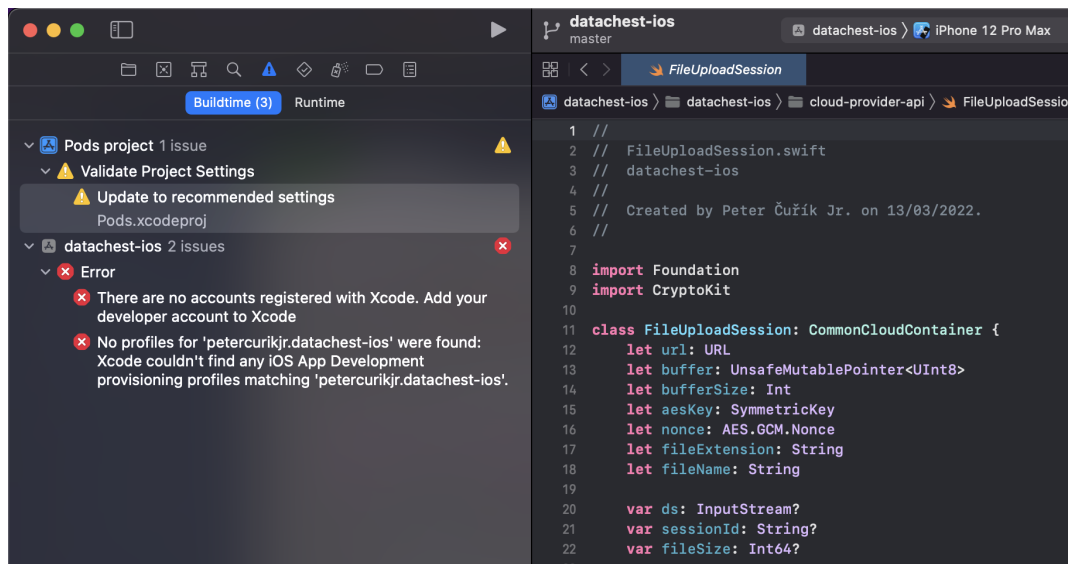 datachest-ios
master
datachest-ios 〉 iPhone 12 Pro Max
FileUploadSession
Buildtime (3) Runtime
datachest-ios 〉 datachest-ios 〉 cloud-provider-api 〉 FileUploadSessio
Pods project 1 issue
Validate Project Settings
Update to recommended settings
Pods.xcodeproj
datachest-ios 2 issues
Error
There are no accounts registered with Xcode. Add your
developer account to Xcode
No profiles for 'petercurikjr.datachest-ios' were found:
Xcode couldn't find any iOS App Development
provisioning profiles matching 'petercurikjr.datachest-ios'.
1 //
2 // FileUploadSession.swift
3 // datachest-ios
4 //
5 // Created by Peter Čuřík Jr. on 13/03/2022.
6 //
7
8 import Foundation
9 import CryptoKit
10
11 class FileUploadSession: CommonCloudContainer {
12 let url: URL
13 let buffer: UnsafeMutablePointer<UInt8>
14 let bufferSize: Int
15 let aesKey: SymmetricKey
16 let nonce: AES.GCM.Nonce
17 let fileExtension: String
18 let fileName: String
19
20 var ds: InputStream?
21 var sessionId: String?
22 var fileSize: Int64?